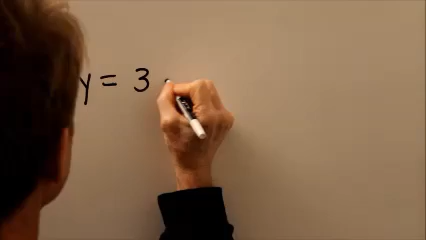 y = 3